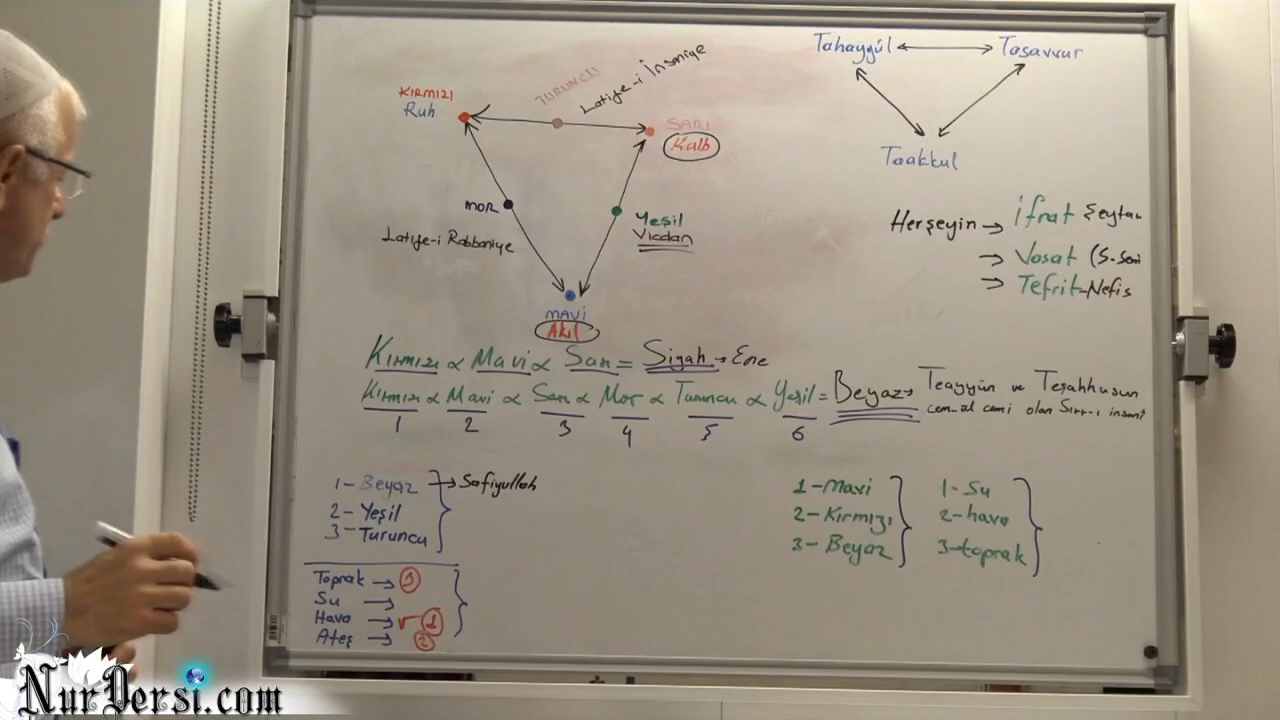 KIRMIZI
Ruh
TURUNCU
Latife-i İnsaniye
SARI
Kalb
MOR
Latife-i Rabbaniye
Yeşil
Vicdan
MAVİ
Akıl
Tahayyül
Tasavvur
Taakkul
Herşeyin → İfrat Şeytan
→ Vasat
→ Tefrit-Nefis
Kırmızı ∝ Mavi ∝ Sarı = Siyah → Ene
Kırmızı ∝ Mavi ∝ Sarı ∝ Mor ∝ Turuncu ∝ Yeşil = Beyaz → Teayyün ve Teşahhusun
cem-ül cemi olan Sırr-ı insani
1 2 3 4 5 6
1- Beyaz → Safiyullah
2- Yeşil
3- Turuncu
Toprak → 3
Su →
Hava → ✓ 1
Ateş → 2
1-Mavi
2-Kırmızı
3-Beyaz
1- Su
2-hava
3-toprak
NurDersi.com